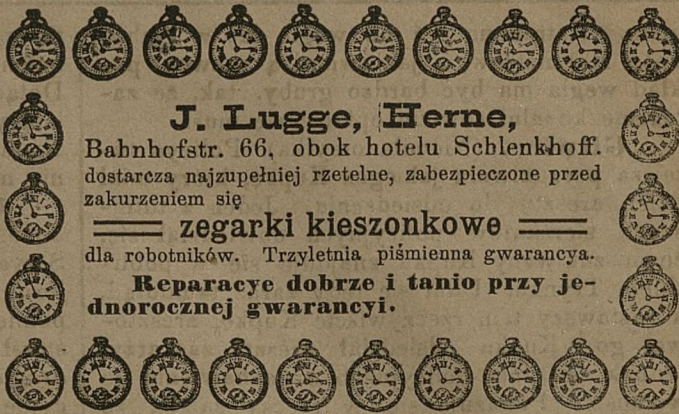 J. Lugge, Herne,
Bahnhofstr. 66, obok hotelu Schlenkhoff.
dostarcza najzupełniej rzetelne, zabezpieczone przed
zakurzeniem się
zegarki kieszonkowe
dla robotników. Trzyletnia piśmienna gwarancya.
Reparacye dobrze i tanio przy je-
dnorocznej gwarancyi.